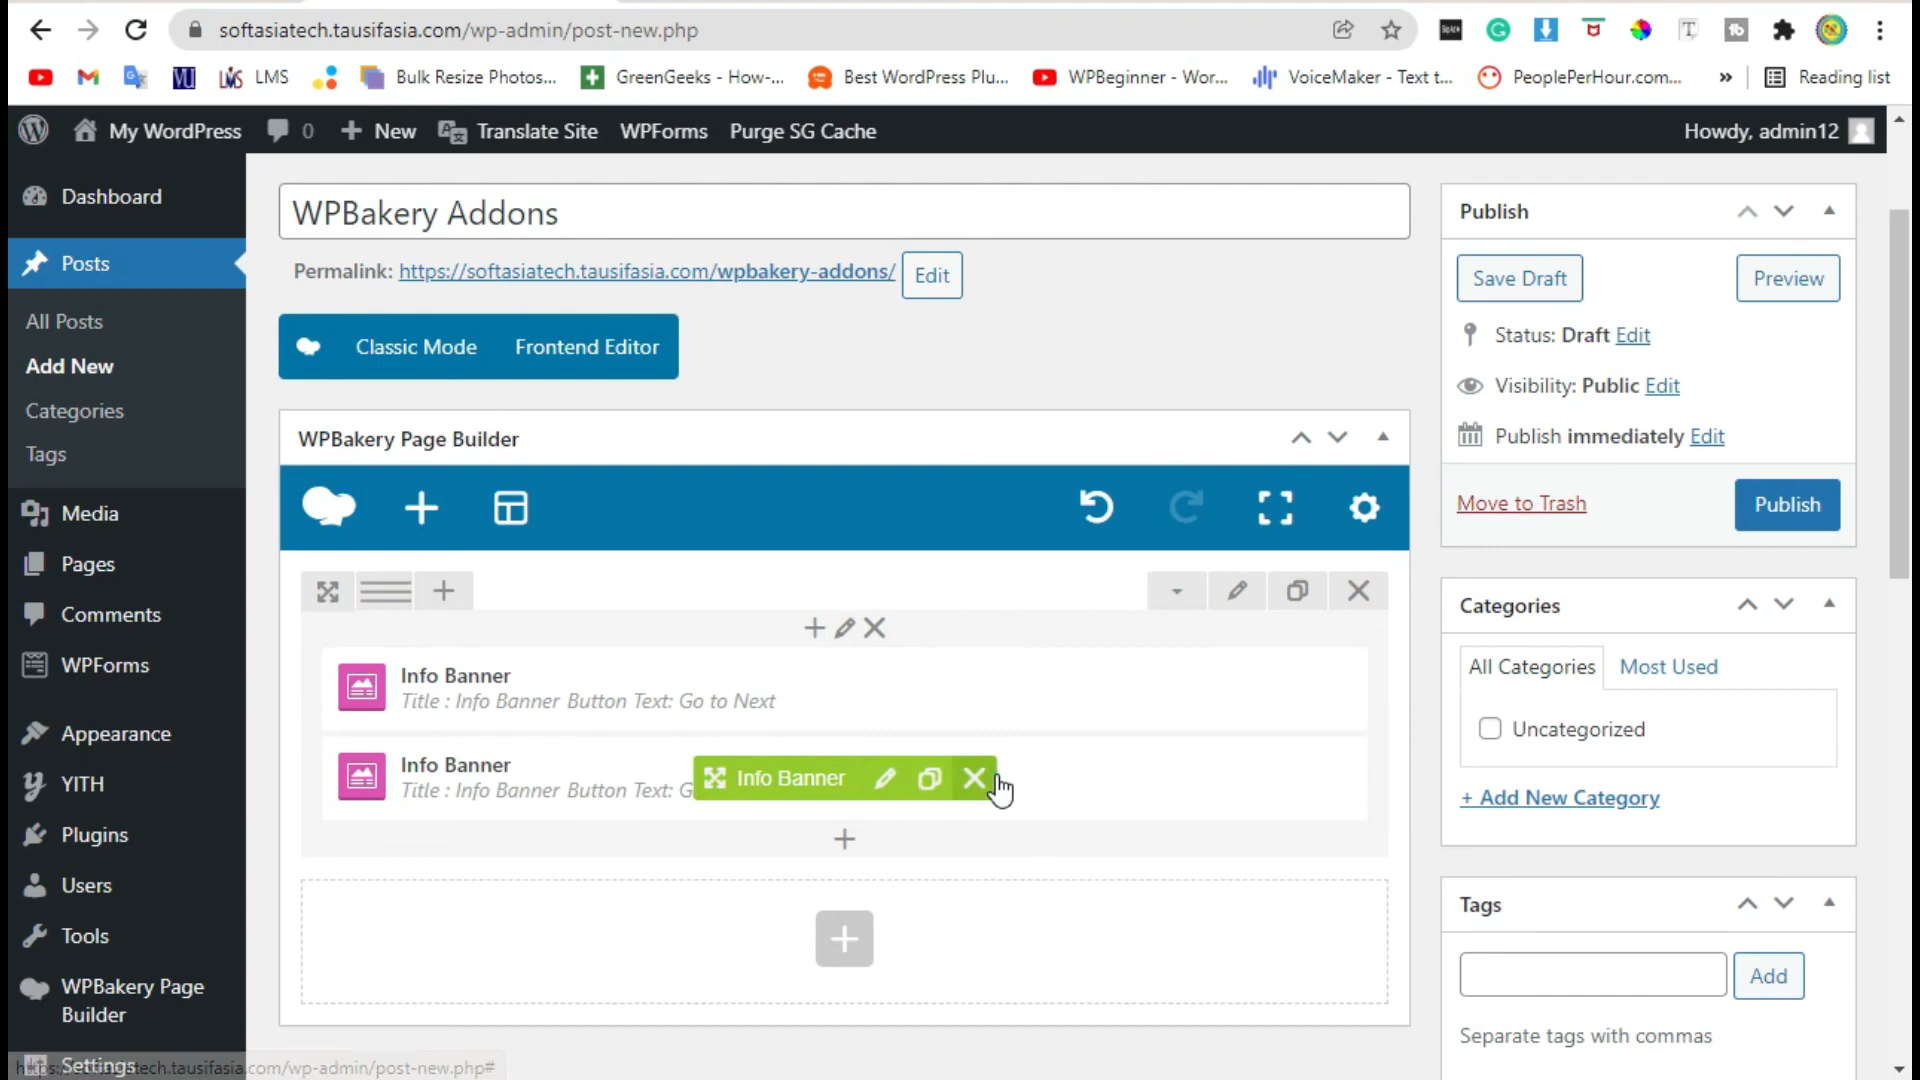 softasiatech.tausifasia.com/wp-admin/post-new.php
LMS
Bulk Resize Photos...
GreenGeeks - How-...
Best WordPress Plu...
WPBeginner - Wor...
VoiceMaker - Text t...
PeoplePerHour.com...
»
Reading list
My WordPress
0
New
Translate Site
WPForms
Purge SG Cache
Howdy, admin12
Dashboard
Posts
All Posts
Add New
Categories
Tags
Media
Pages
Comments
WPForms
Appearance
YITH
Plugins
Users
Tools
WPBakery Page
Builder
Settings
https://softasiatech.tausifasia.com/wp-admin/post-new.php#
WPBakery Addons
Permalink: https://softasiatech.tausifasia.com/wpbakery-addons/
Edit
Classic Mode
Frontend Editor
WPBakery Page Builder
Info Banner
Title : Info Banner Button Text: Go to Next
Info Banner
Title : Info Banner Button Text: G
Info Banner
Publish
Save Draft
Preview
Status: Draft Edit
Visibility: Public Edit
Publish immediately Edit
Move to Trash
Publish
Categories
All Categories
Most Used
Uncategorized
+ Add New Category
Tags
Add
Separate tags with commas